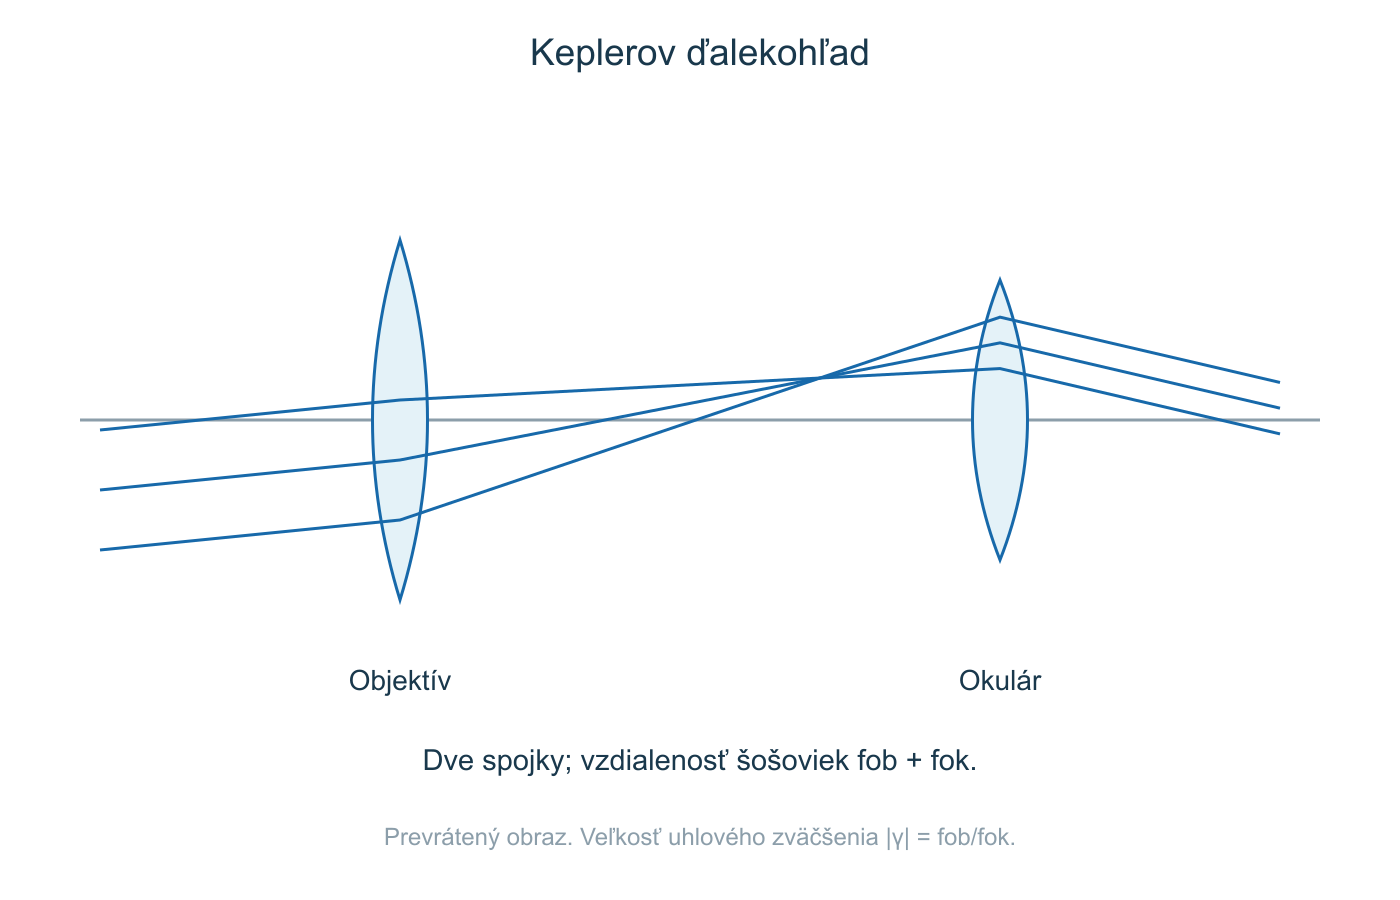 Keplerov ďalekohľad
Objektív
Okulár
Dve spojky; vzdialenosť šošoviek fob + fok.
Prevrátený obraz. Veľkosť uhlového zväčšenia |γ| = fob/fok.